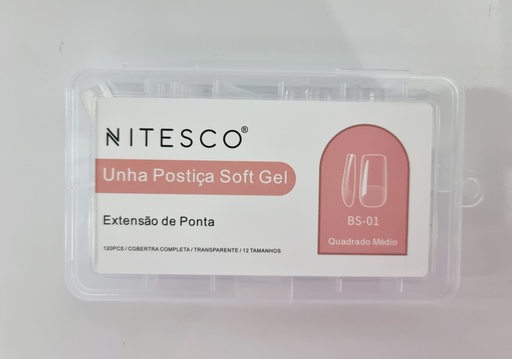 NITESCO®
Unha Postiça Soft Gel
Extensão de Ponta
120PCS / COBERTRA COMPLETA / TRANSPARENTE / 12 TAMANHOS
BS-01
Quadrado Médio